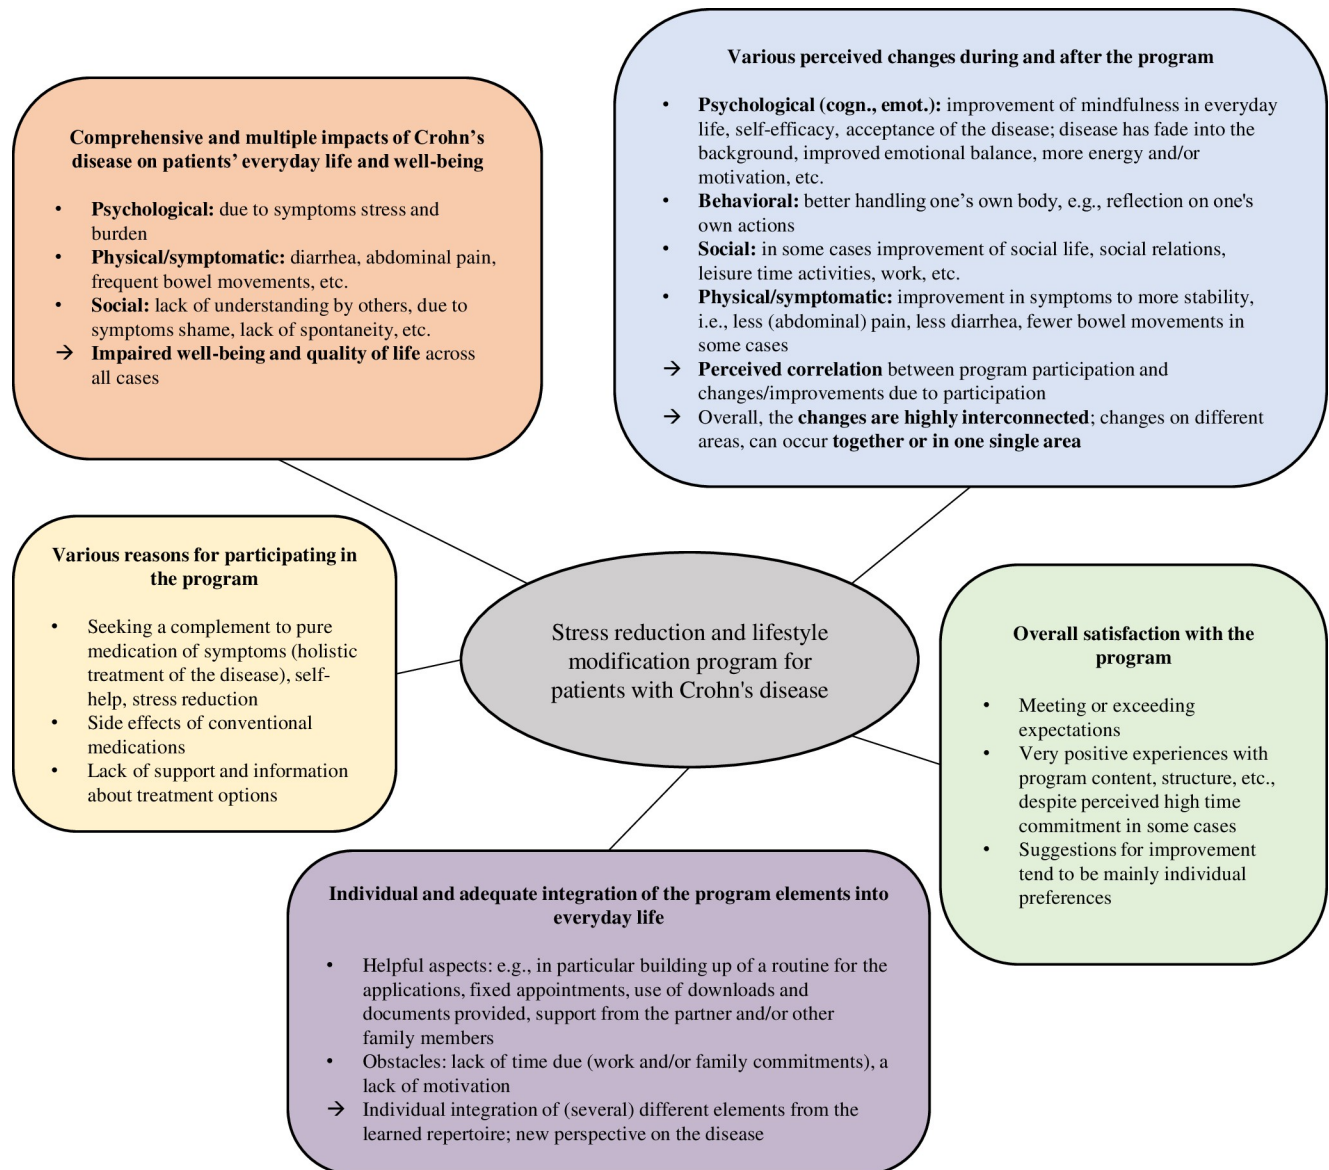 Comprehensive and multiple impacts of Crohn’s
disease on patients’ everyday life and well-being
• Psychological: due to symptoms stress and
burden
• Physical/symptomatic: diarrhea, abdominal pain,
frequent bowel movements, etc.
• Social: lack of understanding by others, due to
symptoms shame, lack of spontaneity, etc.
→ Impaired well-being and quality of life across
all cases
Various perceived changes during and after the program
• Psychological (cogn., emot.): improvement of mindfulness in everyday
life, self-efficacy, acceptance of the disease; disease has fade into the
background, improved emotional balance, more energy and/or
motivation, etc.
• Behavioral: better handling one’s own body, e.g., reflection on one's
own actions
• Social: in some cases improvement of social life, social relations,
leisure time activities, work, etc.
• Physical/symptomatic: improvement in symptoms to more stability,
i.e., less (abdominal) pain, less diarrhea, fewer bowel movements in
some cases
→ Perceived correlation between program participation and
changes/improvements due to participation
→ Overall, the changes are highly interconnected; changes on different
areas, can occur together or in one single area
Various reasons for participating in
the program
• Seeking a complement to pure
medication of symptoms (holistic
treatment of the disease), self-
help, stress reduction
• Side effects of conventional
medications
• Lack of support and information
about treatment options
Stress reduction and lifestyle
modification program for
patients with Crohn's disease
Overall satisfaction with the
program
• Meeting or exceeding
expectations
• Very positive experiences with
program content, structure, etc.,
despite perceived high time
commitment in some cases
• Suggestions for improvement
tend to be mainly individual
preferences
Individual and adequate integration of the program elements into
everyday life
• Helpful aspects: e.g., in particular building up of a routine for the
applications, fixed appointments, use of downloads and
documents provided, support from the partner and/or other
family members
• Obstacles: lack of time due (work and/or family commitments), a
lack of motivation
→ Individual integration of (several) different elements from the
learned repertoire; new perspective on the disease